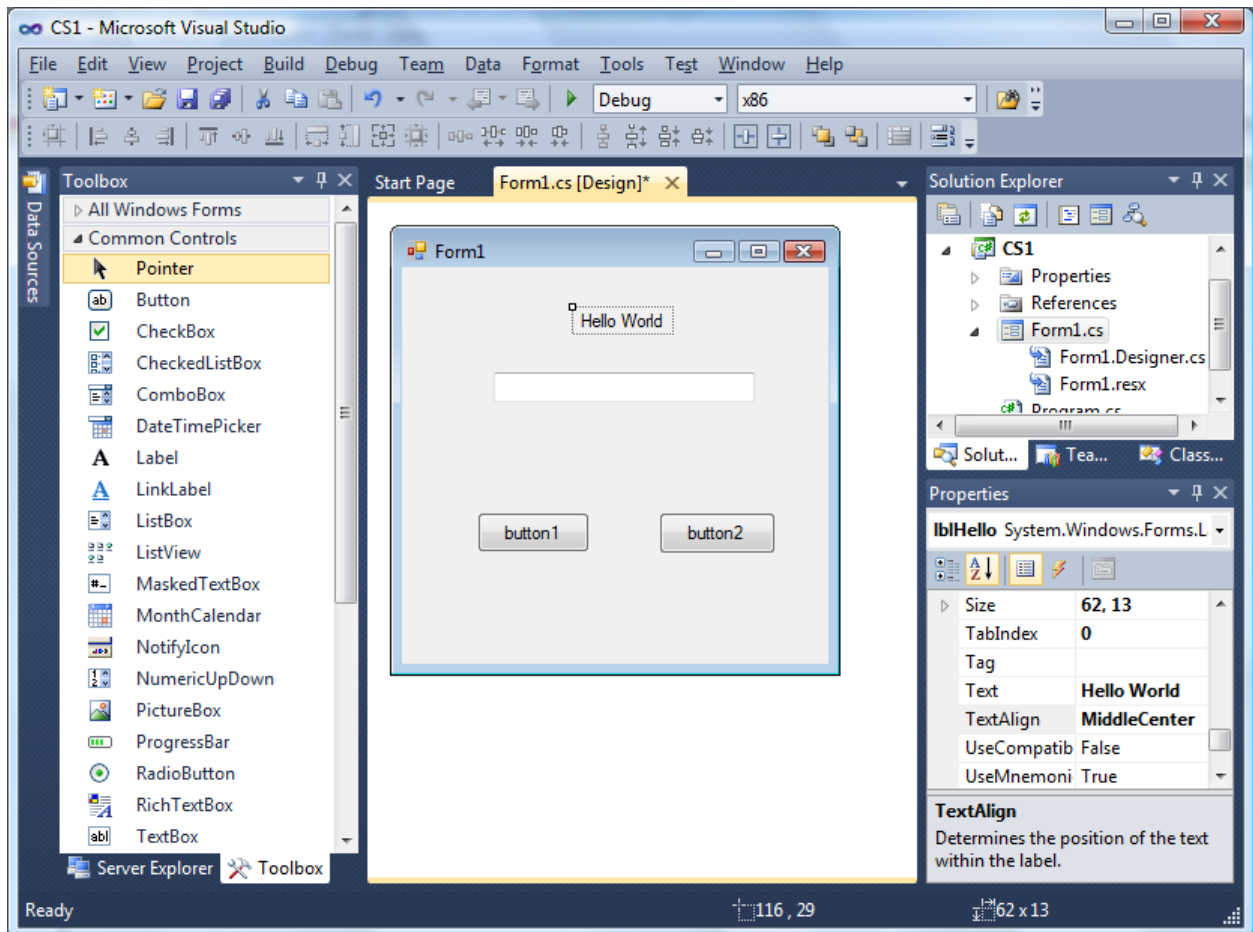 CS1 - Microsoft Visual Studio
File Edit View Project Build Debug Team Data Format Tools Test Window Help
Debug x86
Data Sources
Toolbox
All Windows Forms
Common Controls
Pointer
Button
CheckBox
CheckedListBox
ComboBox
DateTimePicker
Label
LinkLabel
ListBox
ListView
MaskedTextBox
MonthCalendar
NotifyIcon
NumericUpDown
PictureBox
ProgressBar
RadioButton
RichTextBox
TextBox
Server Explorer Toolbox
Start Page Form1.cs [Design]*
Form1
Hello World
button1 button2
Solution Explorer
CS1
Properties
References
Form1.cs
Form1.Designer.cs
Form1.resx
Program.cs
Solut... Tea... Class...
Properties
lblHello System.Windows.Forms.L
Size 62, 13
TabIndex 0
Tag
Text Hello World
TextAlign MiddleCenter
UseCompatib False
UseMnemoni True
TextAlign
Determines the position of the text
within the label.
Ready 116 , 29 62 x 13